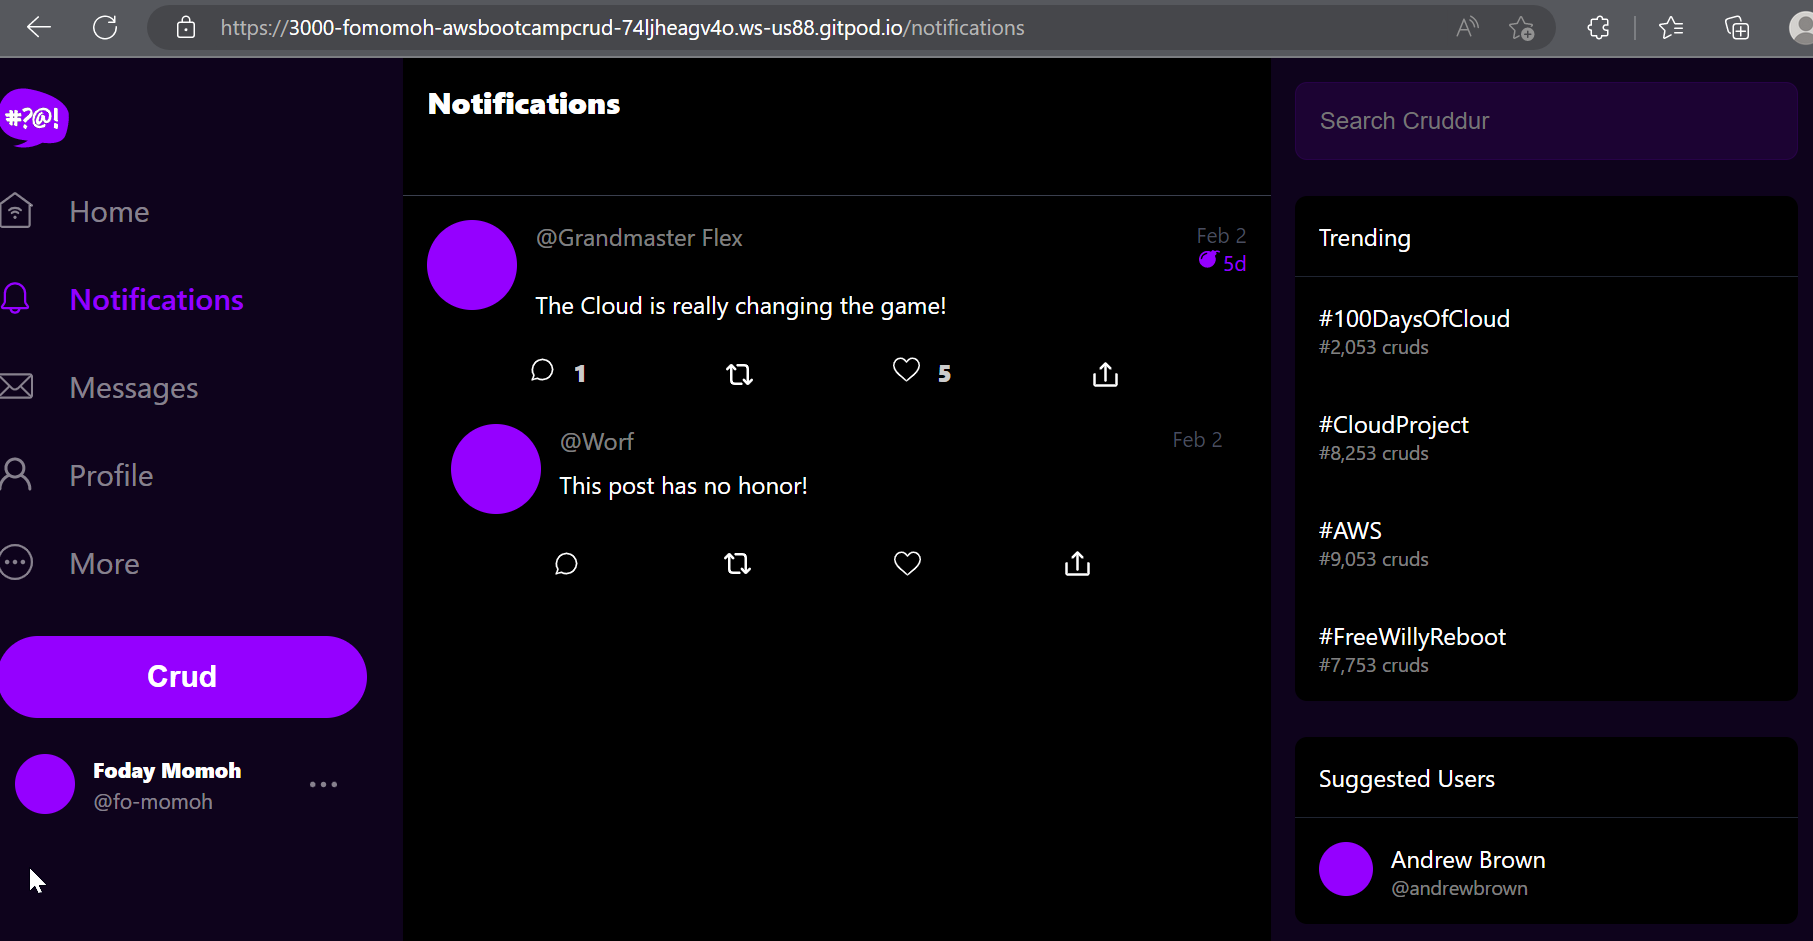 https://3000-fomomoh-awsbootcampcrud-74ljheagv4o.ws-us88.gitpod.io/notifications
#?@!
Home
Notifications
Messages
Profile
More
Crud
Foday Momoh
@fo-momoh
Notifications
@Grandmaster Flex
Feb 2
5d
The Cloud is really changing the game!
1
5
@Worf
Feb 2
This post has no honor!
Search Cruddur
Trending
#100DaysOfCloud
#2,053 cruds
#CloudProject
#8,253 cruds
#AWS
#9,053 cruds
#FreeWillyReboot
#7,753 cruds
Suggested Users
Andrew Brown
@andrewbrown